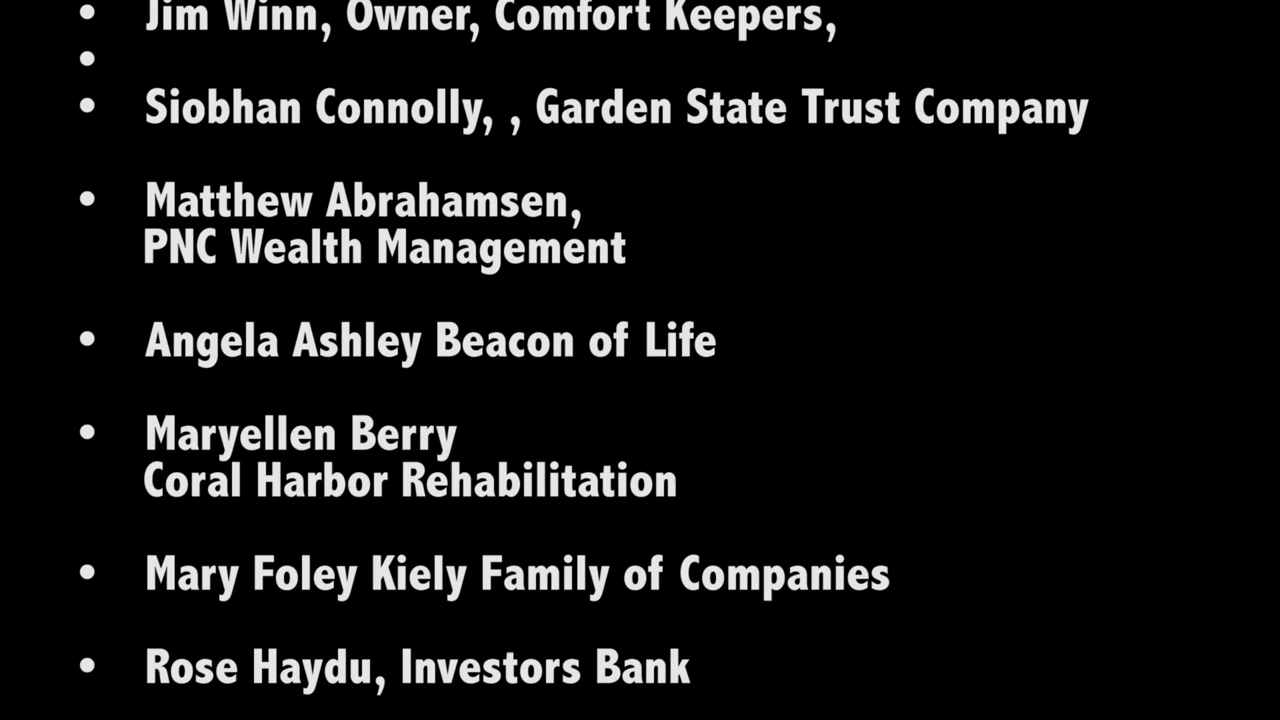 • Jim Winn, Owner, Comfort Keepers,
•
• Siobhan Connolly, , Garden State Trust Company
• Matthew Abrahamsen,
PNC Wealth Management
• Angela Ashley Beacon of Life
• Maryellen Berry
Coral Harbor Rehabilitation
• Mary Foley Kiely Family of Companies
• Rose Haydu, Investors Bank